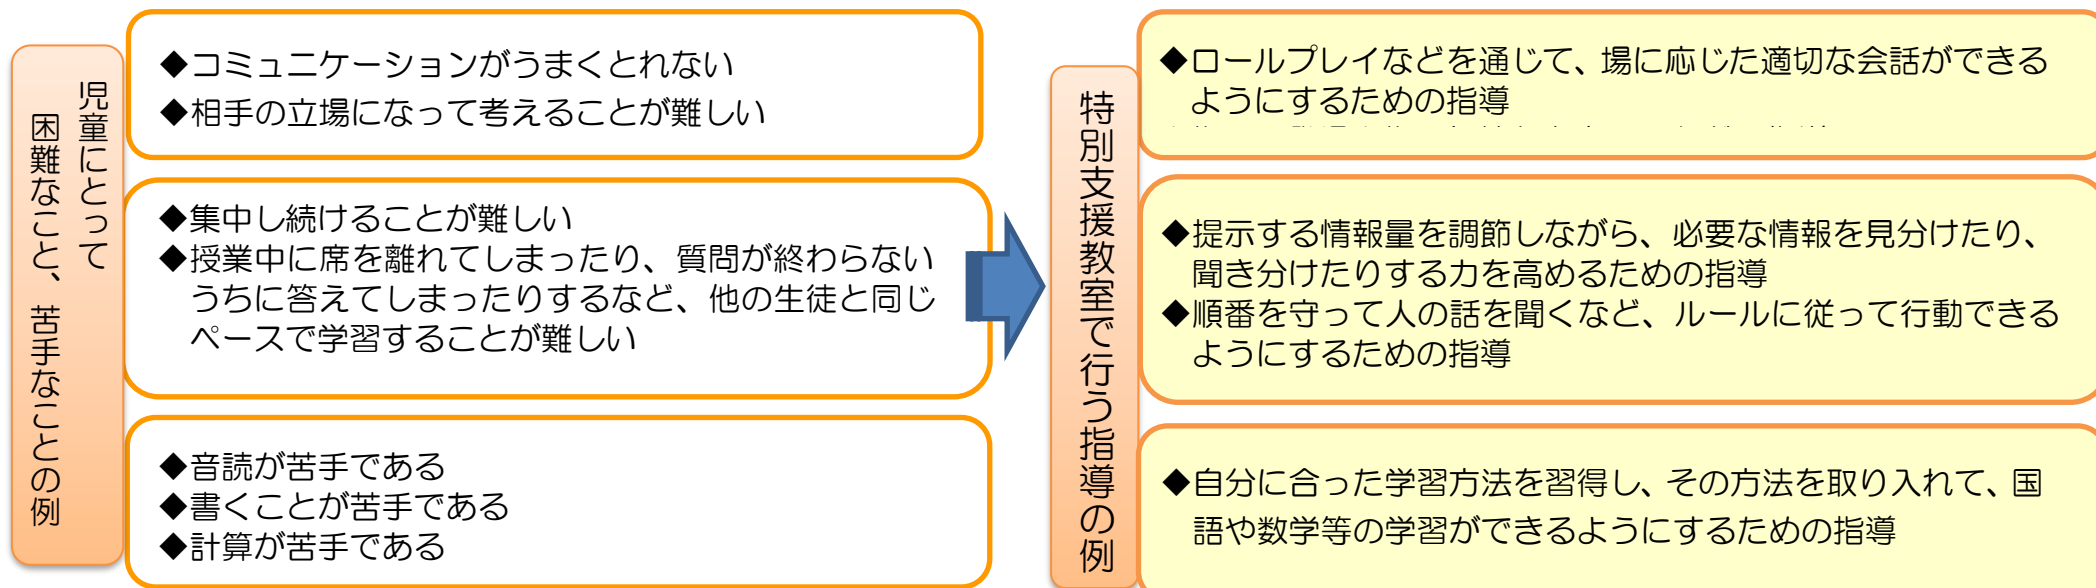 児童にとって
困難なこと、苦手なことの例
◆コミュニケーションがうまくとれない
◆相手の立場になって考えることが難しい
◆集中し続けることが難しい
◆授業中に席を離れてしまったり、質問が終わらない
うちに答えてしまったりするなど、他の生徒と同じ
ペースで学習することが難しい
◆音読が苦手である
◆書くことが苦手である
◆計算が苦手である
特別支援教室で行う指導の例
◆ロールプレイなどを通じて、場に応じた適切な会話ができる
ようにするための指導
◆提示する情報量を調節しながら、必要な情報を見分けたり、
聞き分けたりする力を高めるための指導
◆順番を守って人の話を聞くなど、ルールに従って行動できる
ようにするための指導
◆自分に合った学習方法を習得し、その方法を取り入れて、国
語や数学等の学習ができるようにするための指導